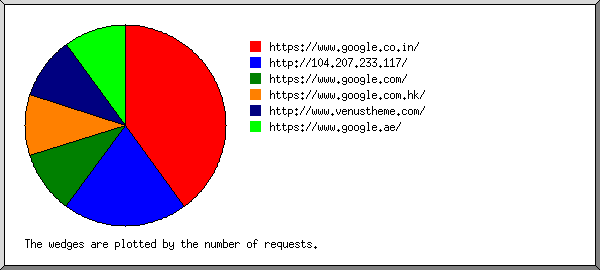 https://www.google.co.in/
http://104.207.233.117/
https://www.google.com/
https://www.google.com.hk/
http://www.venustheme.com/
https://www.google.ae/
The wedges are plotted by the number of requests.